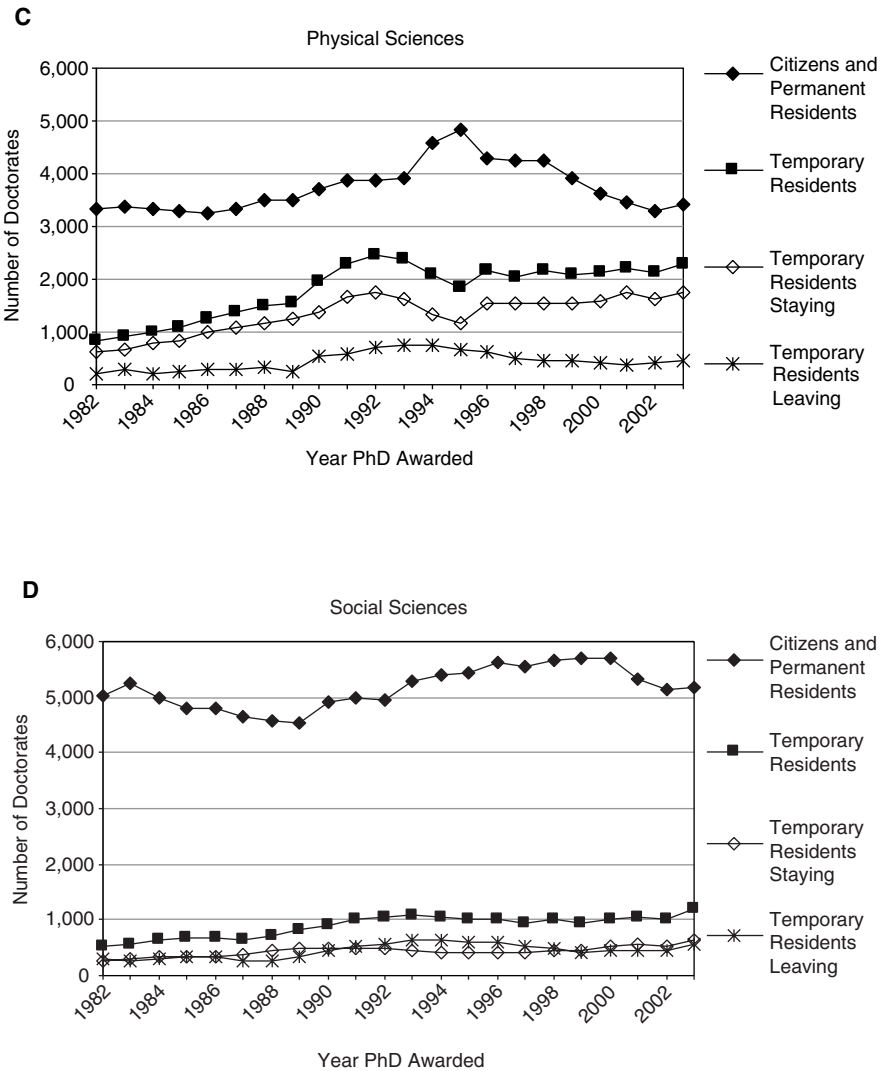 C
Physical Sciences
6,000
5,000
4,000
3,000
2,000
1,000
0
Number of Doctorates
1982
1984
1986
1988
1990
1992
1994
1996
1998
2000
2002
Year PhD Awarded
Citizens and
Permanent
Residents
Temporary
Residents
Temporary
Residents
Staying
Temporary
Residents
Leaving
D
Social Sciences
6,000
5,000
4,000
3,000
2,000
1,000
0
Number of Doctorates
1982
1984
1986
1988
1990
1992
1994
1996
1998
2000
2002
Year PhD Awarded
Citizens and
Permanent
Residents
Temporary
Residents
Temporary
Residents
Staying
Temporary
Residents
Leaving